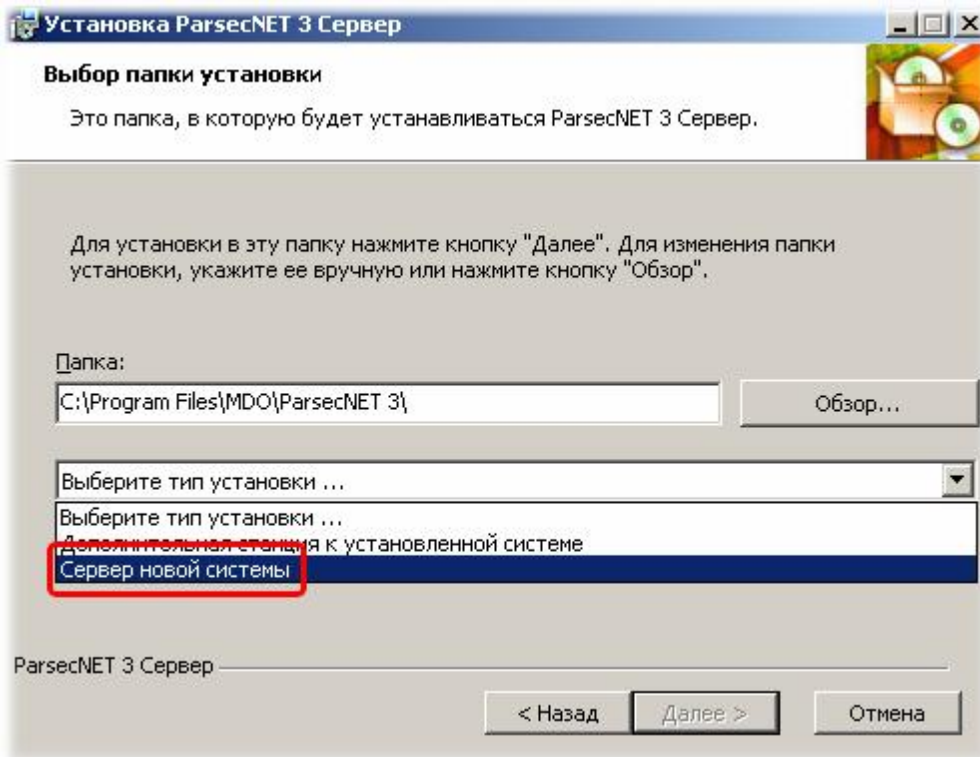 Установка ParsecNET 3 Сервер
Выбор папки установки
Это папка, в которую будет устанавливаться ParsecNET 3 Сервер.
Для установки в эту папку нажмите кнопку "Далее". Для изменения папки
установки, укажите ее вручную или нажмите кнопку "Обзор".
Папка:
C:\Program Files\MDO\ParsecNET 3\
Обзор...
Выберите тип установки ...
Выберите тип установки ...
Дополнительная станция к установленной системе
Сервер новой системы
ParsecNET 3 Сервер
< Назад
Далее >
Отмена